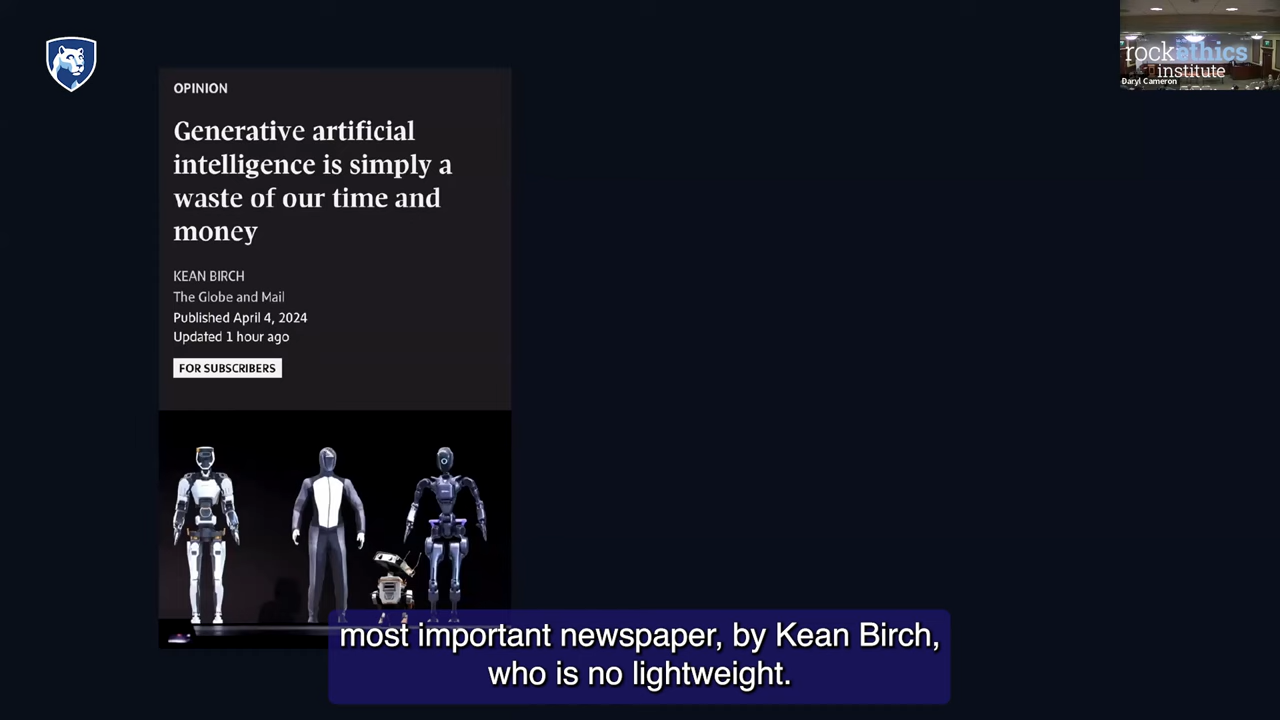 OPINION
Generative artificial
intelligence is simply a
waste of our time and
money
KEAN BIRCH
The Globe and Mail
Published April 4, 2024
Updated 1 hour ago
FOR SUBSCRIBERS
rockethics
institute
Daryl Cameron
most important newspaper, by Kean Birch,
who is no lightweight.